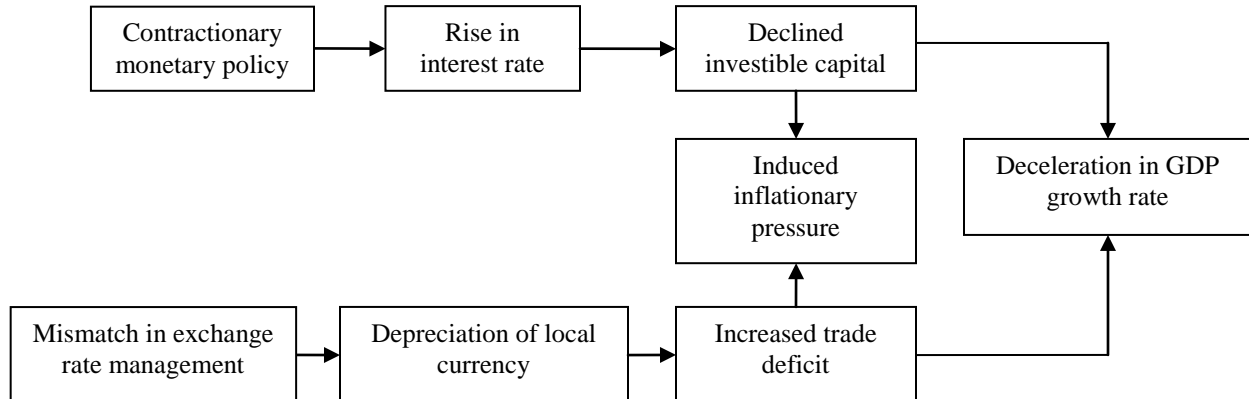 Contractionary
monetary policy
Rise in
interest rate
Declined
investible capital
Induced
inflationary
pressure
Deceleration in GDP
growth rate
Mismatch in exchange
rate management
Depreciation of local
currency
Increased trade
deficit